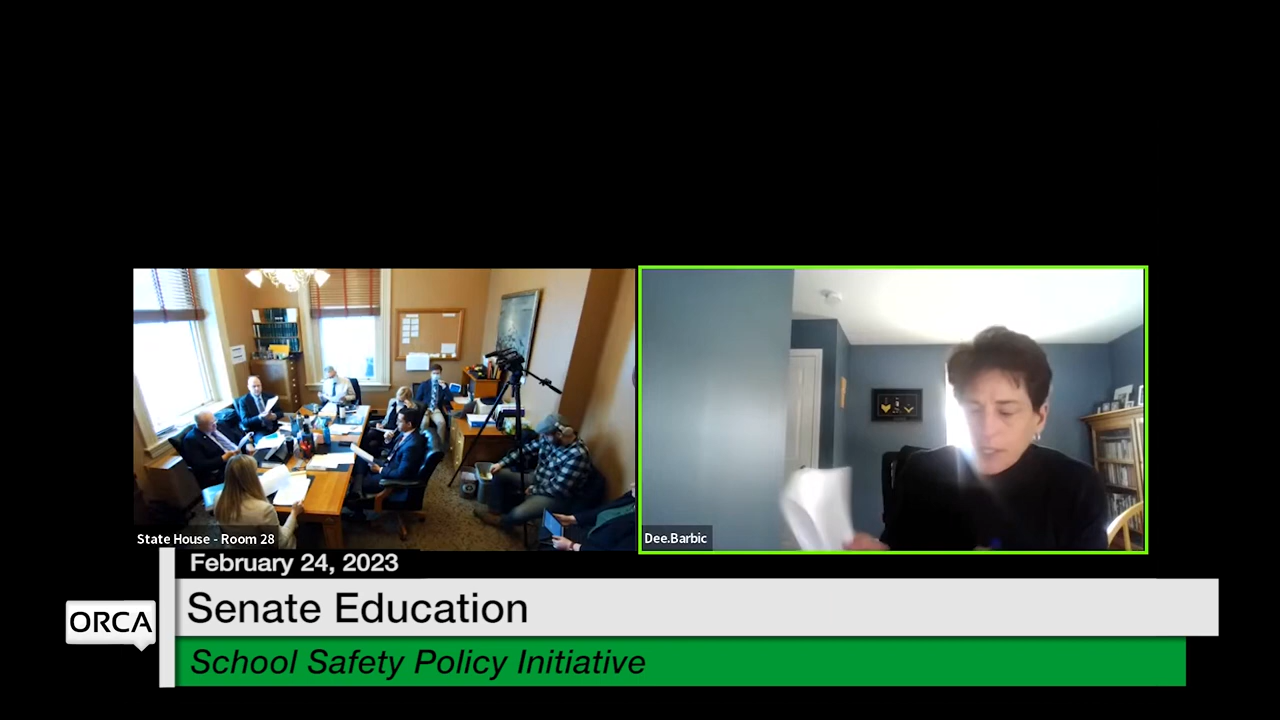 State House - Room 28
Dee.Barbic
February 24, 2023
Senate Education
ORCA
School Safety Policy Initiative